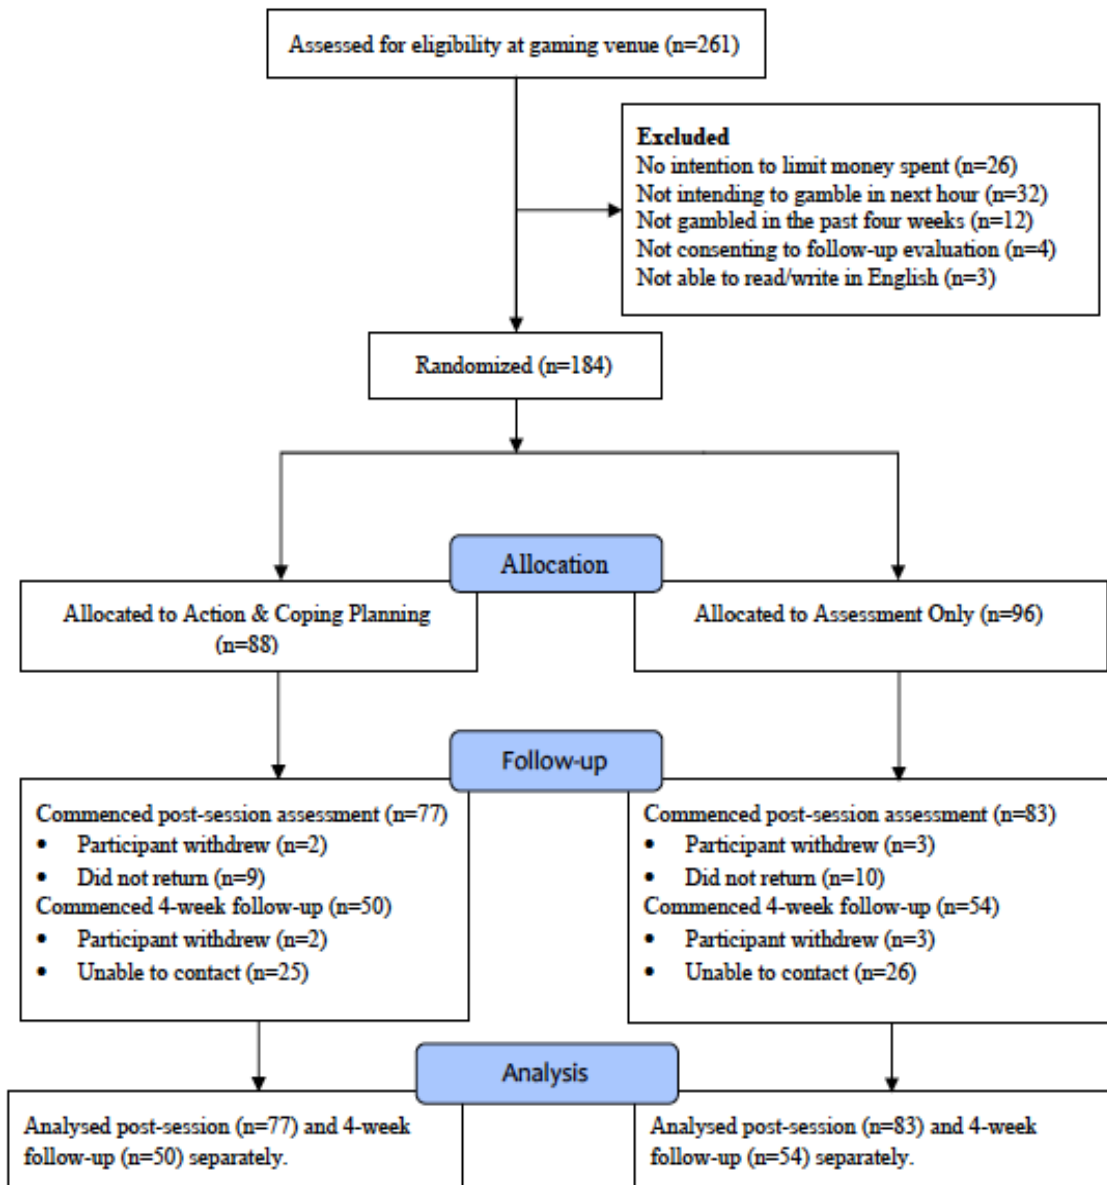 Assessed for eligibility at gaming venue (n=261)
Excluded
No intention to limit money spent (n=26)
Not intending to gamble in next hour (n=32)
Not gambled in the past four weeks (n=12)
Not consenting to follow-up evaluation (n=4)
Not able to read/write in English (n=3)
Randomized (n=184)
Allocation
Allocated to Action & Coping Planning
(n=88)
Allocated to Assessment Only (n=96)
Follow-up
Commenced post-session assessment (n=77)
• Participant withdrew (n=2)
• Did not return (n=9)
Commenced 4-week follow-up (n=50)
• Participant withdrew (n=2)
• Unable to contact (n=25)
Commenced post-session assessment (n=83)
• Participant withdrew (n=3)
• Did not return (n=10)
Commenced 4-week follow-up (n=54)
• Participant withdrew (n=3)
• Unable to contact (n=26)
Analysis
Analysed post-session (n=77) and 4-week
follow-up (n=50) separately.
Analysed post-session (n=83) and 4-week
follow-up (n=54) separately.